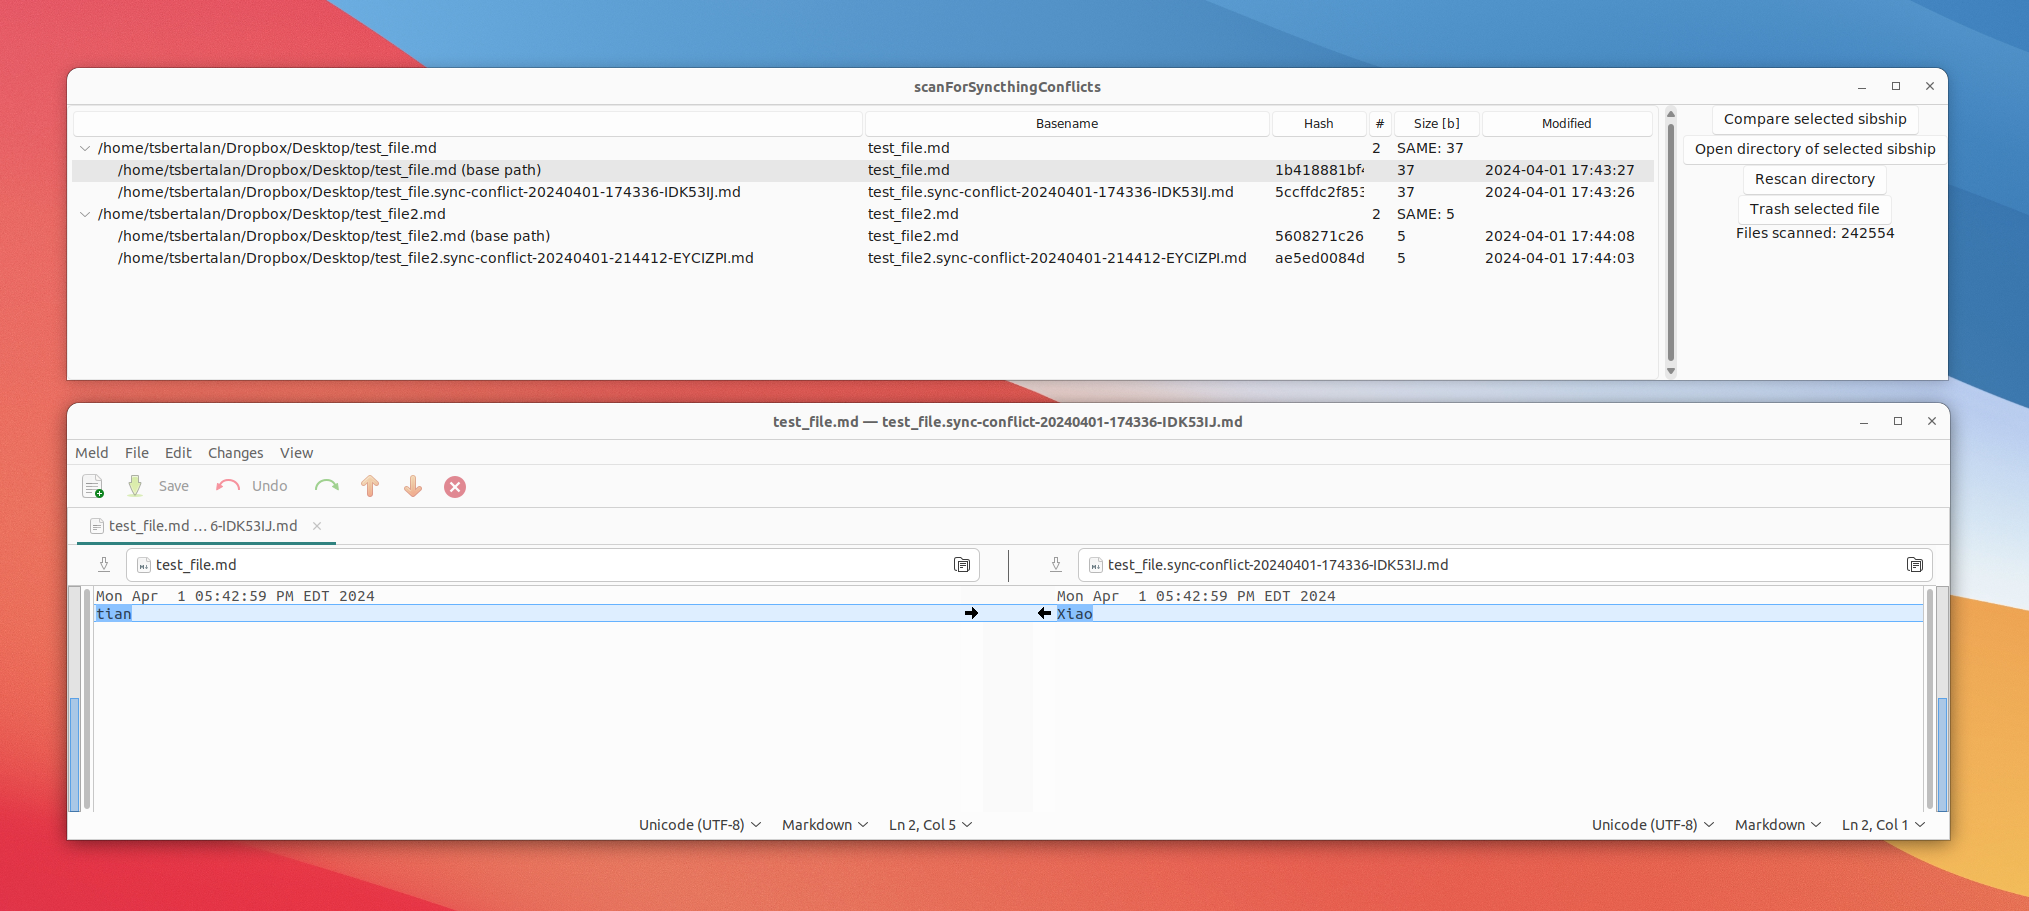 scanForSyncthingConflicts
Basename Hash # Size [b] Modified
/home/tsbertalan/Dropbox/Desktop/test_file.md test_file.md 2 SAME: 37
/home/tsbertalan/Dropbox/Desktop/test_file.md (base path) test_file.md 1b418881bf 37 2024-04-01 17:43:27
/home/tsbertalan/Dropbox/Desktop/test_file.sync-conflict-20240401-174336-IDK53IJ.md test_file.sync-conflict-20240401-174336-IDK53IJ.md 5ccffdc2f853 37 2024-04-01 17:43:26
/home/tsbertalan/Dropbox/Desktop/test_file2.md test_file2.md 2 SAME: 5
/home/tsbertalan/Dropbox/Desktop/test_file2.md (base path) test_file2.md 5608271c26 5 2024-04-01 17:44:08
/home/tsbertalan/Dropbox/Desktop/test_file2.sync-conflict-20240401-214412-EYCIZPI.md test_file2.sync-conflict-20240401-214412-EYCIZPI.md ae5ed0084d 5 2024-04-01 17:44:03
Compare selected sibship
Open directory of selected sibship
Rescan directory
Trash selected file
Files scanned: 242554
test_file.md — test_file.sync-conflict-20240401-174336-IDK53IJ.md
Meld File Edit Changes View
Save Undo
test_file.md ... 6-IDK53IJ.md
test_file.md test_file.sync-conflict-20240401-174336-IDK53IJ.md
Mon Apr  1 05:42:59 PM EDT 2024
tian
Mon Apr  1 05:42:59 PM EDT 2024
Xiao
Unicode (UTF-8) Markdown Ln 2, Col 5
Unicode (UTF-8) Markdown Ln 2, Col 1